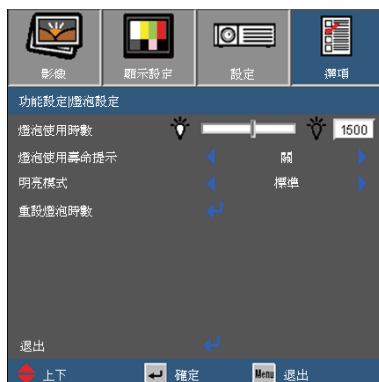 影像 顯示設定 設定 選項
功能設定|燈泡設定
燈泡使用時數 1500
燈泡使用壽命提示 關
明亮模式 標準
重設燈泡時數
退出
上下 確定 Menu 退出